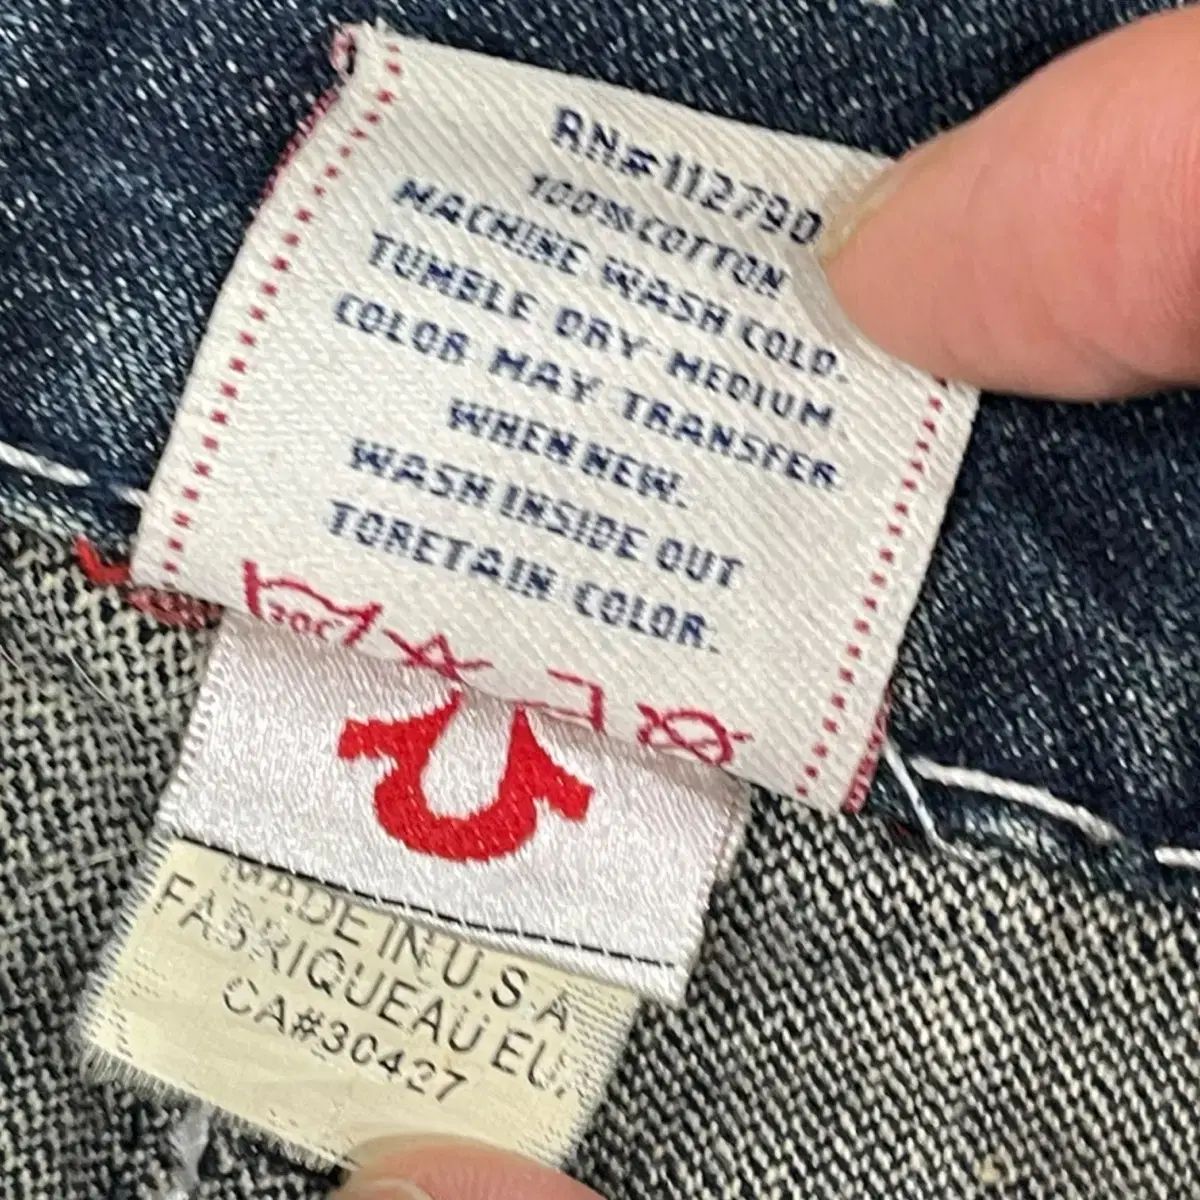 RN#112790
100% COTTON
MACHINE WASH COLD.
TUMBLE DRY MEDIUM
COLOR MAY TRANSFER
WHEN NEW.
WASH INSIDE OUT
TO RETAIN COLOR.
30C
MADE IN U.S.A
FABRIQUE AU EU.
CA#30427